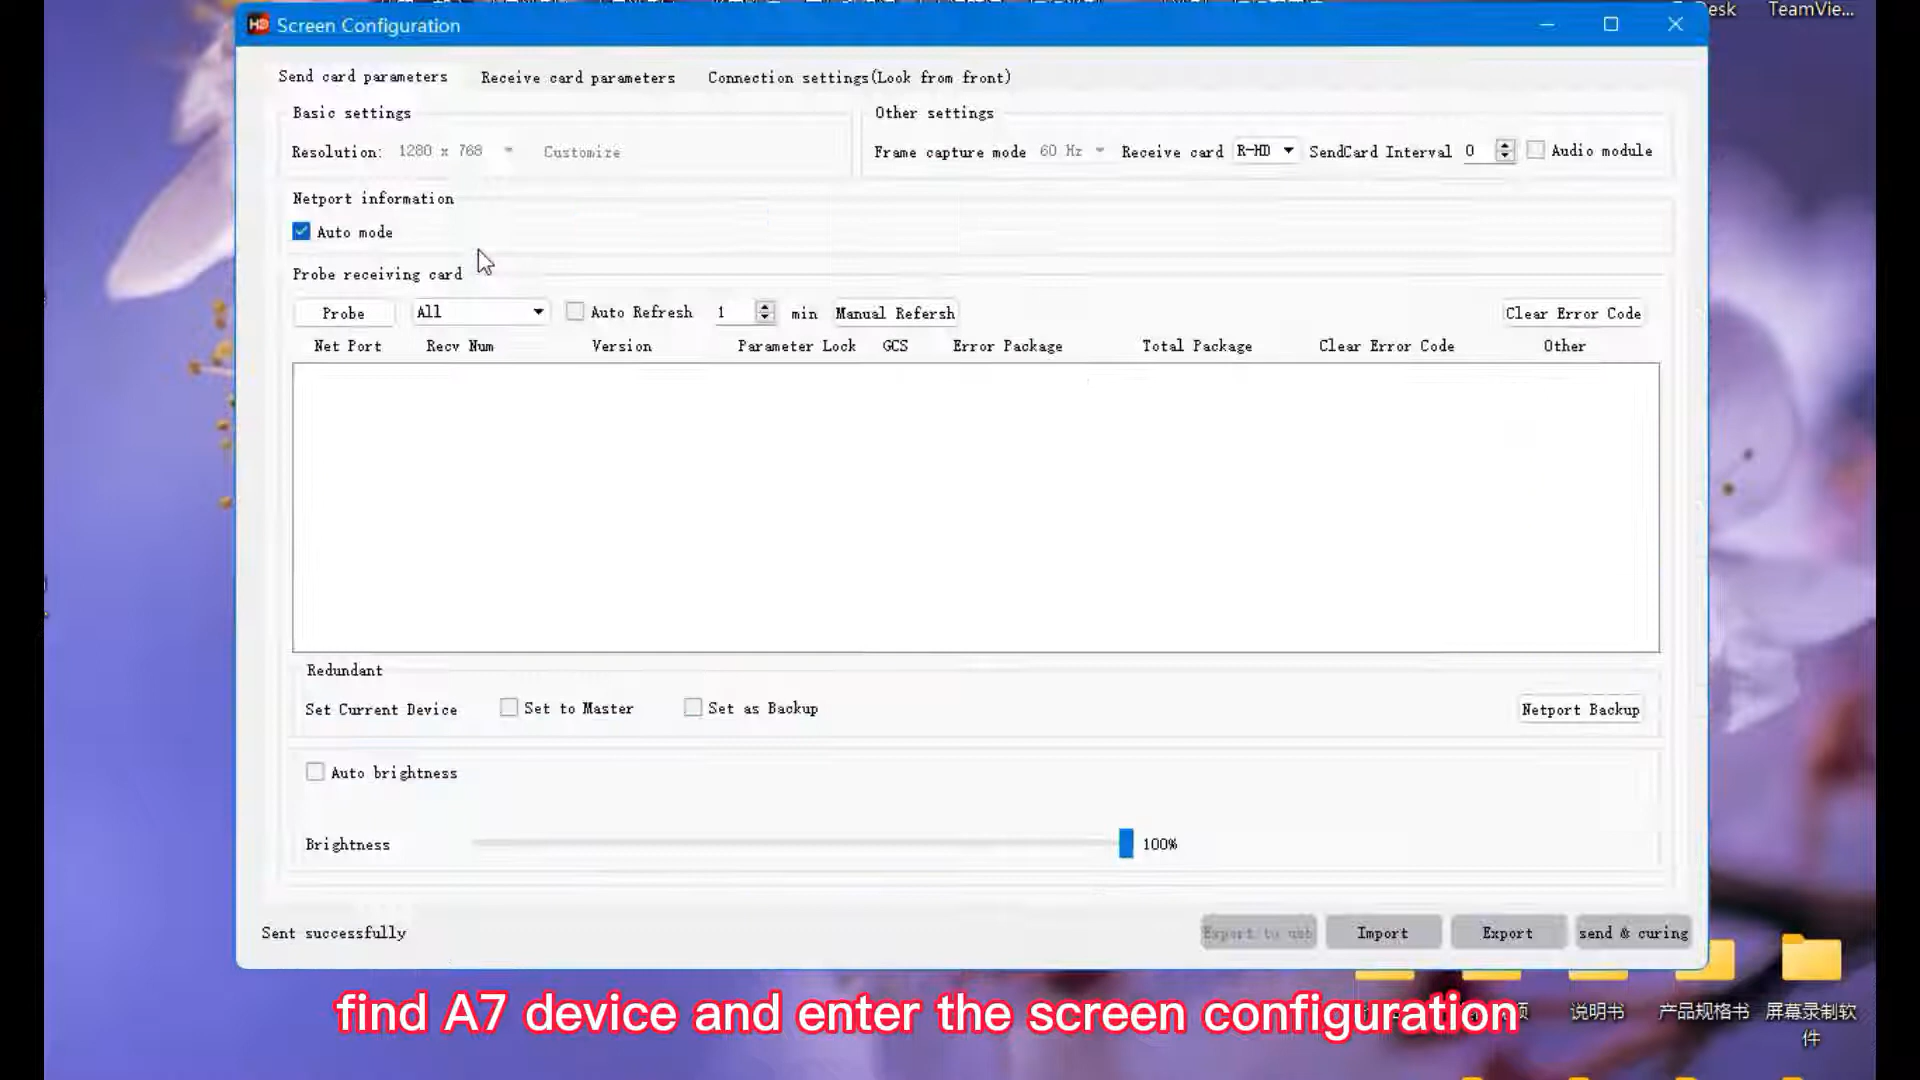 esk TeamVie...
HD Screen Configuration
Send card parameters Receive card parameters Connection settings(Look from front)
Basic settings
Resolution: 1280 x 768 Customize
Other settings
Frame capture mode 60 Hz Receive card R-HD SendCard Interval 0 Audio module
Netport information
Auto mode
Probe receiving card
Probe All Auto Refresh 1 min Manual Refersh Clear Error Code
Net Port Recv Num Version Parameter Lock GCS Error Package Total Package Clear Error Code Other
Redundant
Set Current Device Set to Master Set as Backup Netport Backup
Auto brightness
Brightness 100%
Sent successfully Export to usb Import Export send & curing
find A7 device and enter the screen configuration
说明书 产品规格书 屏幕录制软件